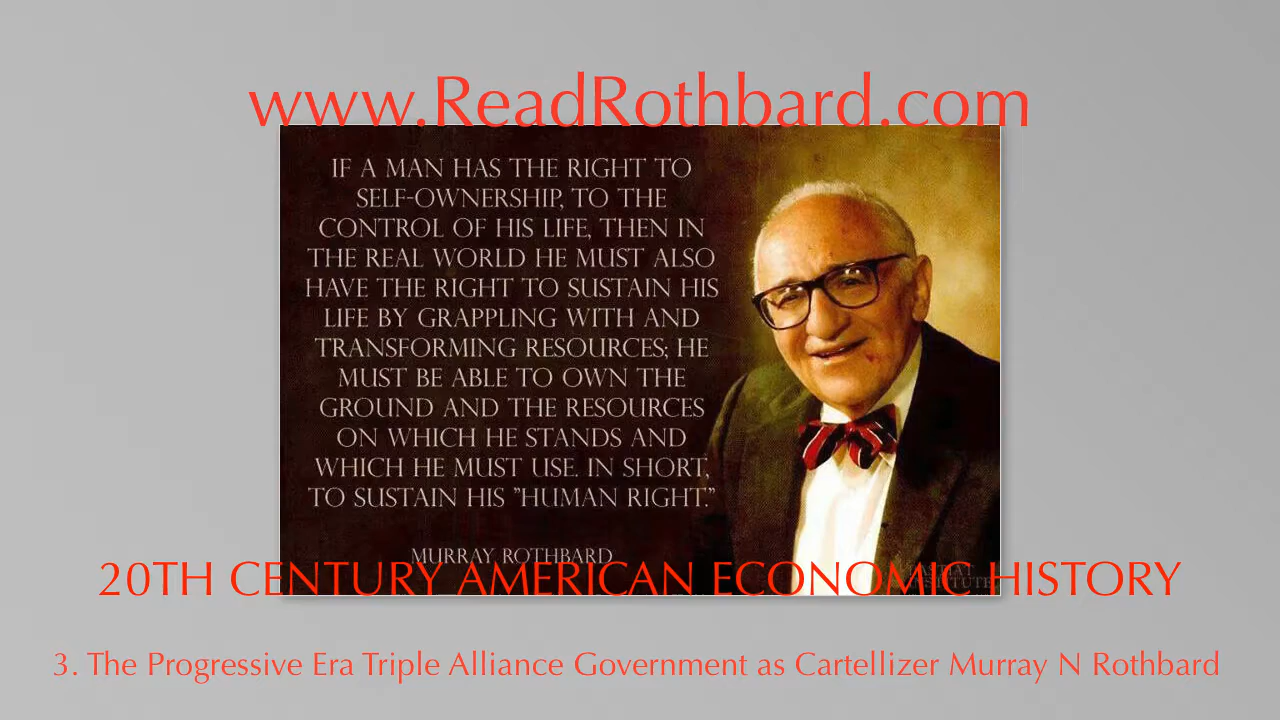 www.ReadRothbard.com
IF A MAN HAS THE RIGHT TO
SELF-OWNERSHIP, TO THE
CONTROL OF HIS LIFE, THEN IN
THE REAL WORLD HE MUST ALSO
HAVE THE RIGHT TO SUSTAIN HIS
LIFE BY GRAPPLING WITH AND
TRANSFORMING RESOURCES; HE
MUST BE ABLE TO OWN THE
GROUND AND THE RESOURCES
ON WHICH HE STANDS AND
WHICH HE MUST USE. IN SHORT,
TO SUSTAIN HIS "HUMAN RIGHT."
MURRAY ROTHBARD
20TH CENTURY AMERICAN ECONOMIC HISTORY
3. The Progressive Era Triple Alliance Government as Cartellizer Murray N Rothbard